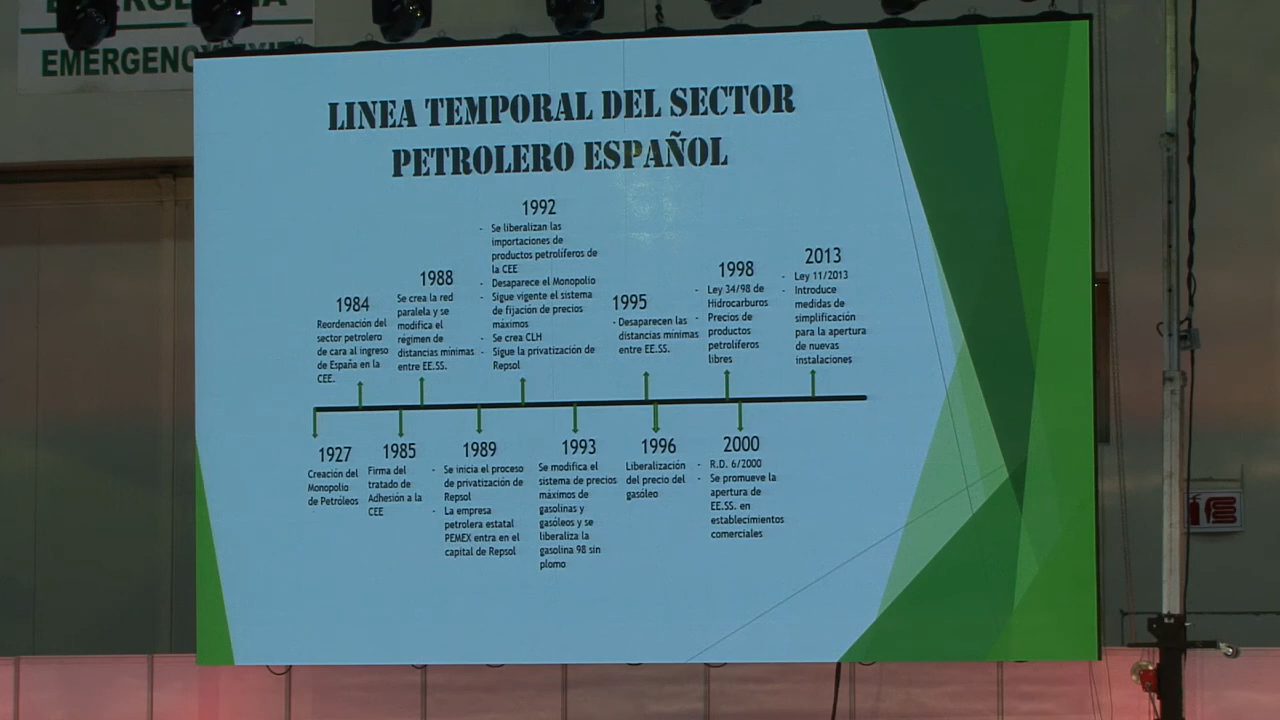 EMERGENCY EXIT
LINEA TEMPORAL DEL SECTOR
PETROLERO ESPAÑOL
1984
Reordenación del
sector petrolero
de cara al ingreso
de España en la
CEE.
1988
Se crea la red
paralela y se
modifica el
régimen de
distancias mínimas
entre EE.SS.
1992
- Se liberalizan las
importaciones de
productos petrolíferos de
la CEE
- Desaparece el Monopolio
- Sigue vigente el sistema
de fijación de precios
máximos
- Se crea CLH
- Sigue la privatización de
Repsol
1995
- Desaparecen las
distancias mínimas
entre EE.SS.
1998
- Ley 34/98 de
Hidrocarburos
- Precios de
productos
petrolíferos
libres
2013
- Ley 11/2013
- Introduce
medidas de
simplificación
para la apertura
de nuevas
instalaciones
1927
Creación del
Monopolio
de Petróleos
1985
Firma del
tratado de
Adhesión a la
CEE
1989
- Se inicia el proceso
de privatización de
Repsol
- La empresa
petrolera estatal
PEMEX entra en el
capital de Repsol
1993
Se modifica el
sistema de precios
máximos de
gasolinas y
gasóleos y se
liberaliza la
gasolina 98 sin
plomo
1996
Liberalización
del precio del
gasóleo
2000
- R.D. 6/2000
- Se promueve la
apertura de
EE.SS. en
establecimientos
comerciales